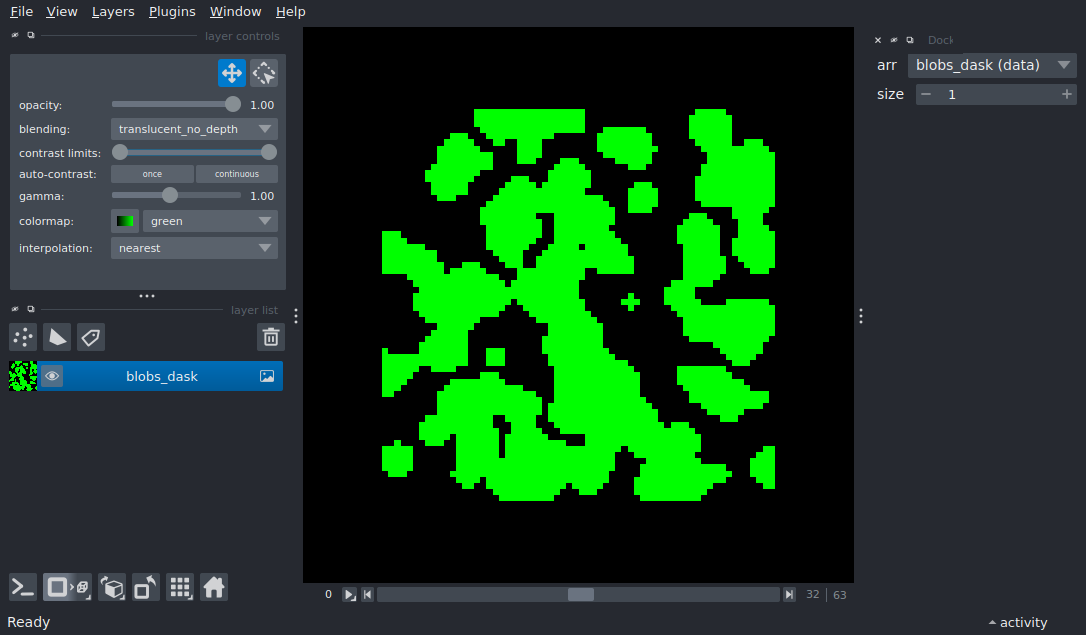 File View Layers Plugins Window Help
layer controls
opacity: 1.00
blending: translucent_no_depth
contrast limits:
auto-contrast: once continuous
gamma: 1.00
colormap: green
interpolation: nearest
layer list
blobs_dask
Dock
arr blobs_dask (data)
size − 1 +
0 32 63
Ready
activity